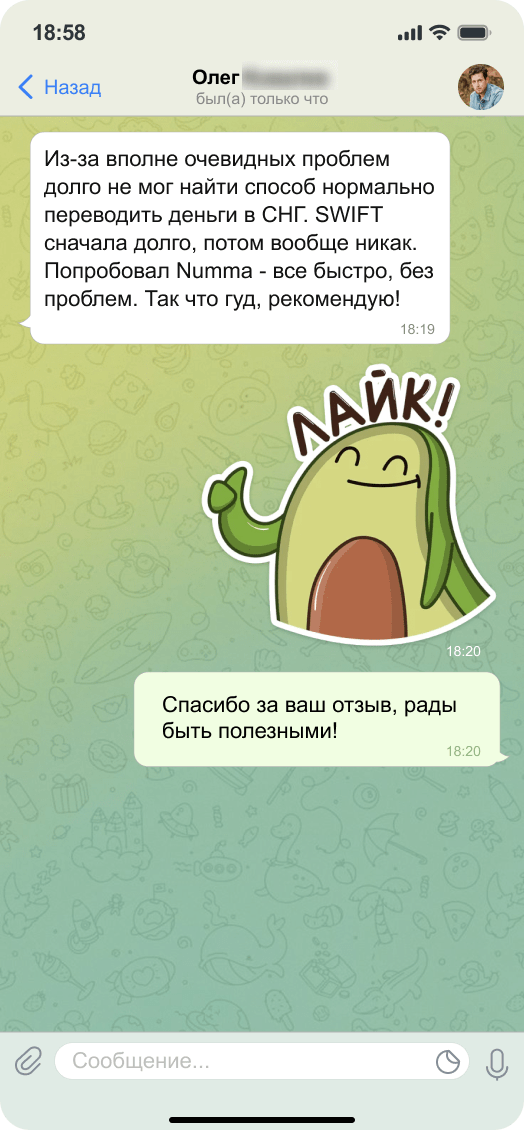 18:58
Назад
Олег
был(а) только что
Из-за вполне очевидных проблем
долго не мог найти способ нормально
переводить деньги в СНГ. SWIFT
сначала долго, потом вообще никак.
Попробовал Numma - все быстро, без
проблем. Так что гуд, рекомендую!
18:19
ЛАЙК!
18:20
Спасибо за ваш отзыв, рады
быть полезными!
18:20
Сообщение...